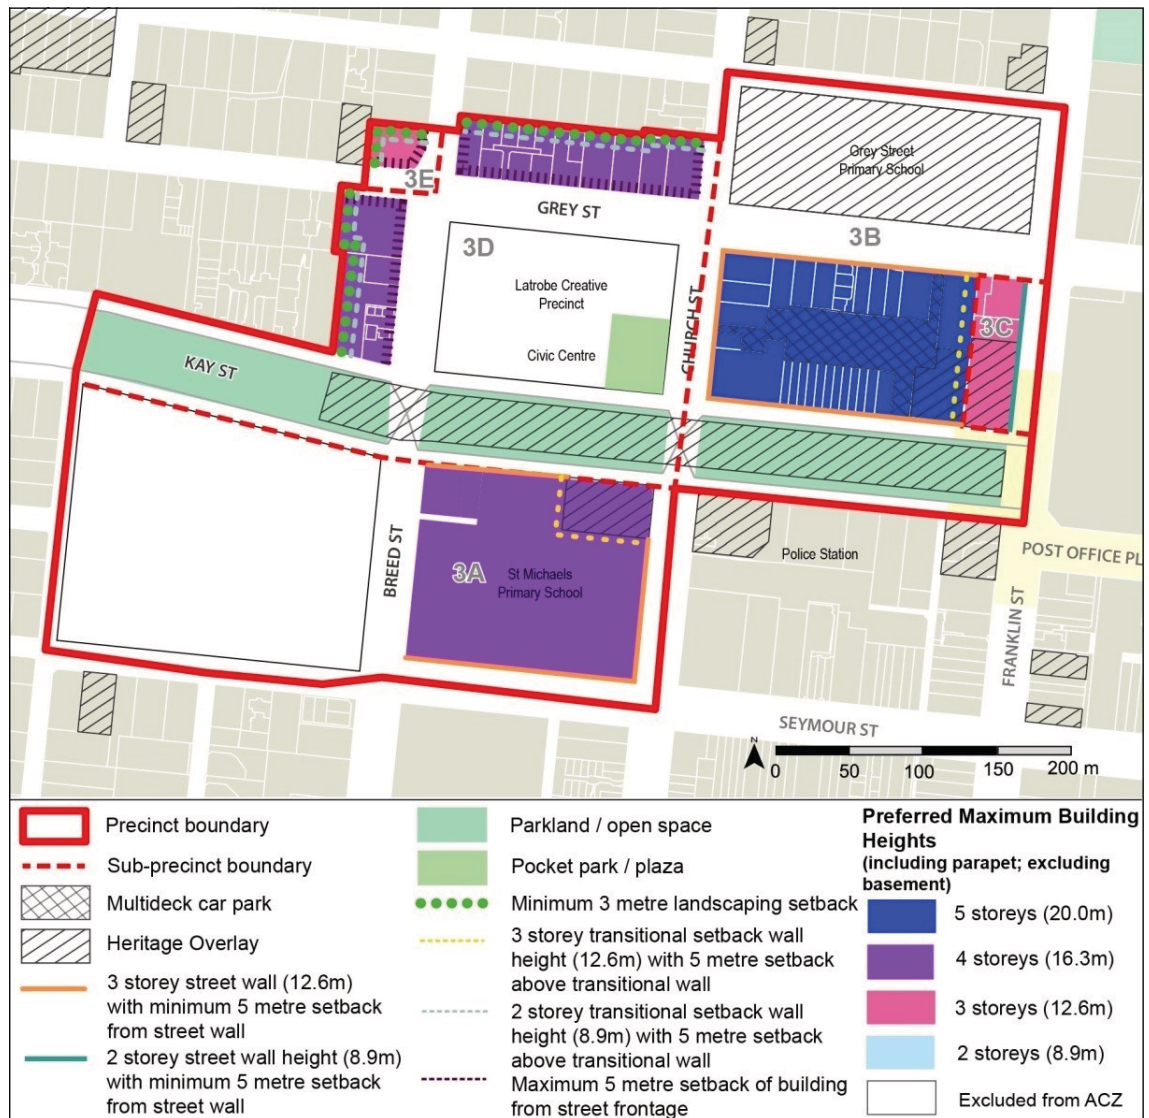 Grey Street
Primary School
3E
GREY ST
3B
3D
Latrobe Creative
Precinct
CHURCH ST
3C
Civic Centre
KAY ST
BREED ST
Police Station
POST OFFICE PL
3A
St Michaels
Primary School
FRANKLIN ST
SEYMOUR ST
N
0 50 100 150 200 m
Precinct boundary
Sub-precinct boundary
Multideck car park
Heritage Overlay
3 storey street wall (12.6m)
with minimum 5 metre setback
from street wall
2 storey street wall height (8.9m)
with minimum 5 metre setback
from street wall
Parkland / open space
Pocket park / plaza
Minimum 3 metre landscaping setback
3 storey transitional setback wall
height (12.6m) with 5 metre setback
above transitional wall
2 storey transitional setback wall
height (8.9m) with 5 metre setback
above transitional wall
Maximum 5 metre setback of building
from street frontage
Preferred Maximum Building
Heights
(including parapet; excluding
basement)
5 storeys (20.0m)
4 storeys (16.3m)
3 storeys (12.6m)
2 storeys (8.9m)
Excluded from ACZ